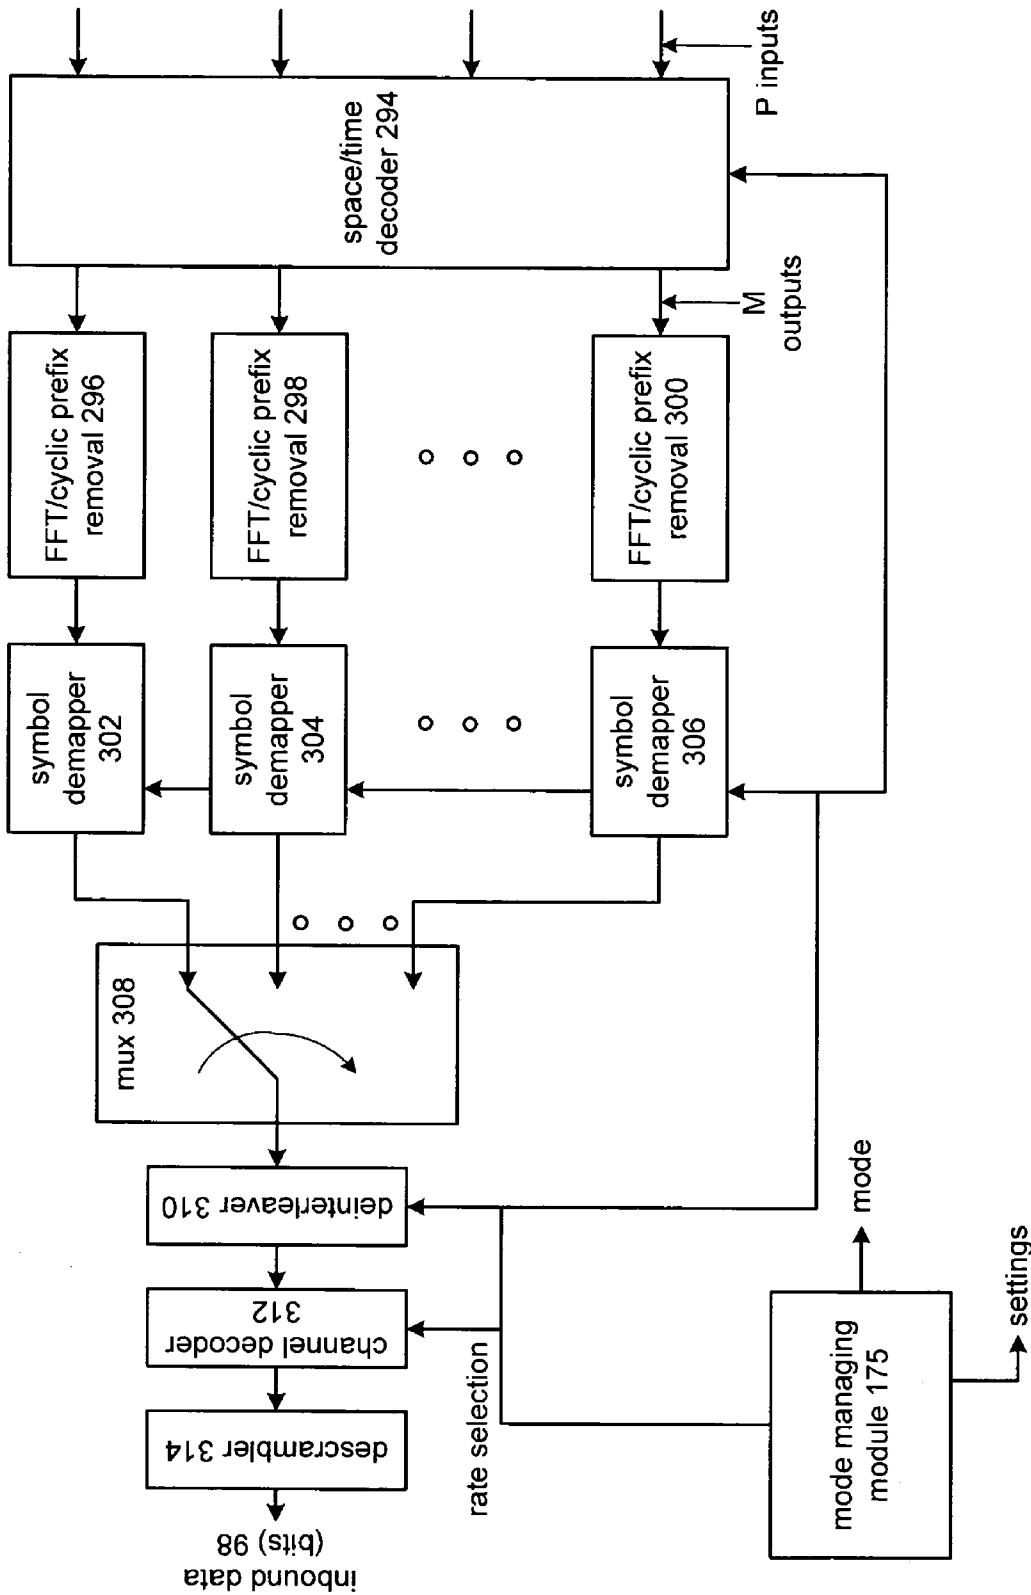 P inputs
space/time
decoder 294
M
outputs
FFT/cyclic prefix
removal 296
FFT/cyclic prefix
removal 298
FFT/cyclic prefix
removal 300
symbol
demapper
302
symbol
demapper
304
symbol
demapper
306
mux 308
deinterleaver 310
channel decoder
312
descrambler 314
inbound data
(bits) 98
rate selection
mode managing
module 175
mode
settings